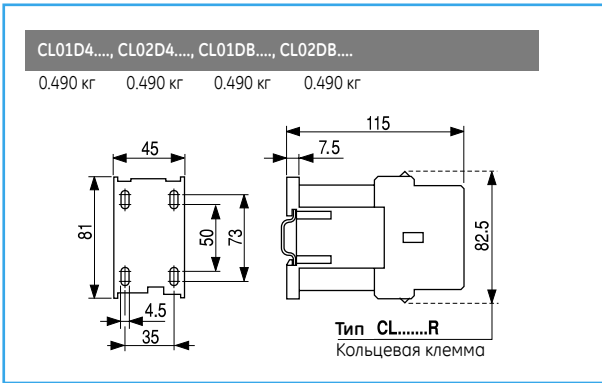 CL01D4...., CL02D4...., CL01DB...., CL02DB....
0.490 кг 0.490 кг 0.490 кг 0.490 кг
115
45
7.5
81
50
73
82.5
4.5
35
Тип CL.......R
Кольцевая клемма